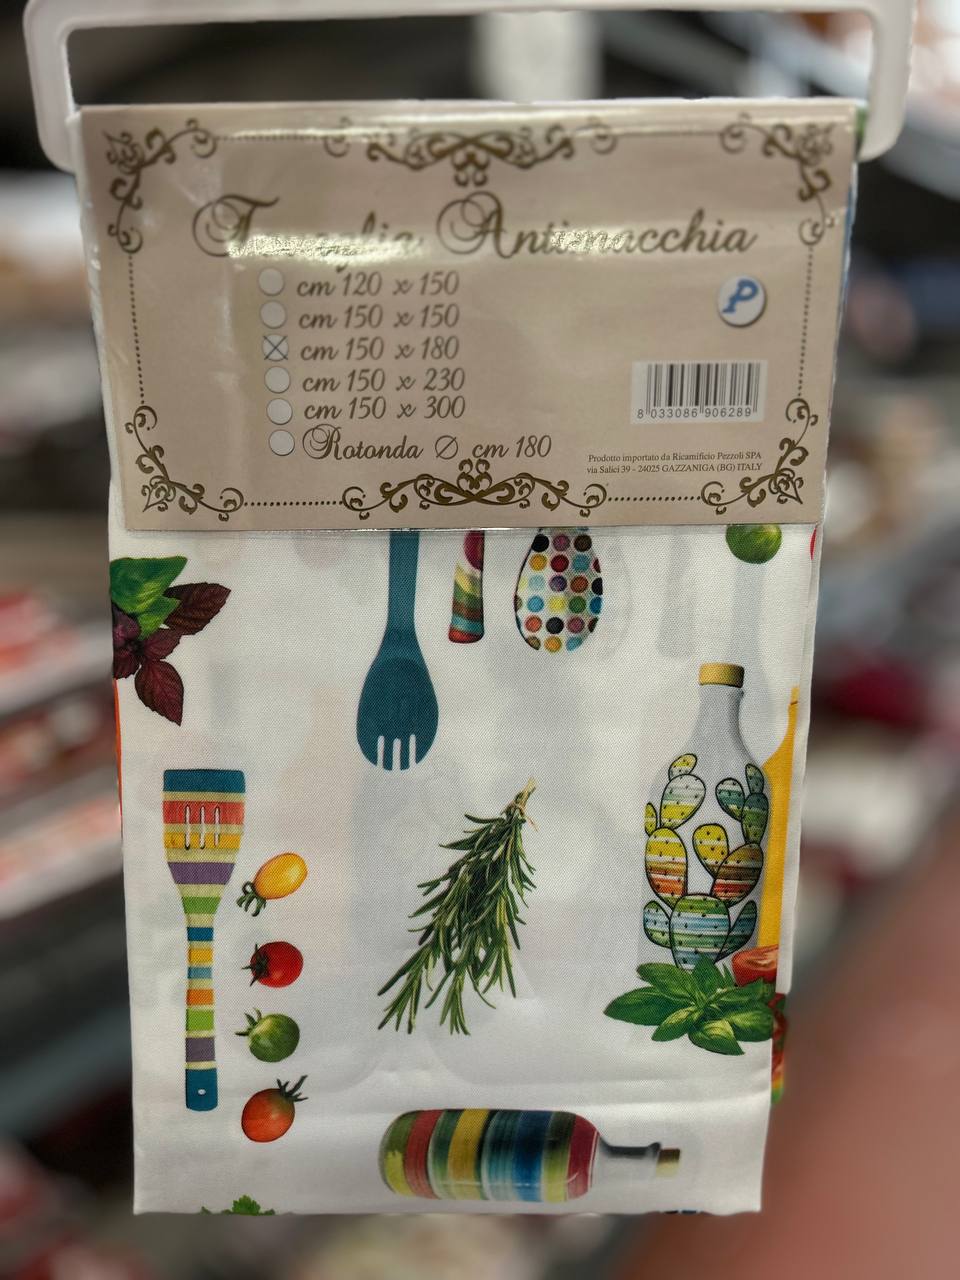 Tovaglia Antimacchia
cm 120 x 150
cm 150 x 150
cm 150 x 180
cm 150 x 230
cm 150 x 300
Rotonda Ø cm 180
P
8 033086 906289
Prodotto importato da Ricamificio Pezzoli SPA
via Salici 39 - 24025 GAZZANIGA (BG) ITALY